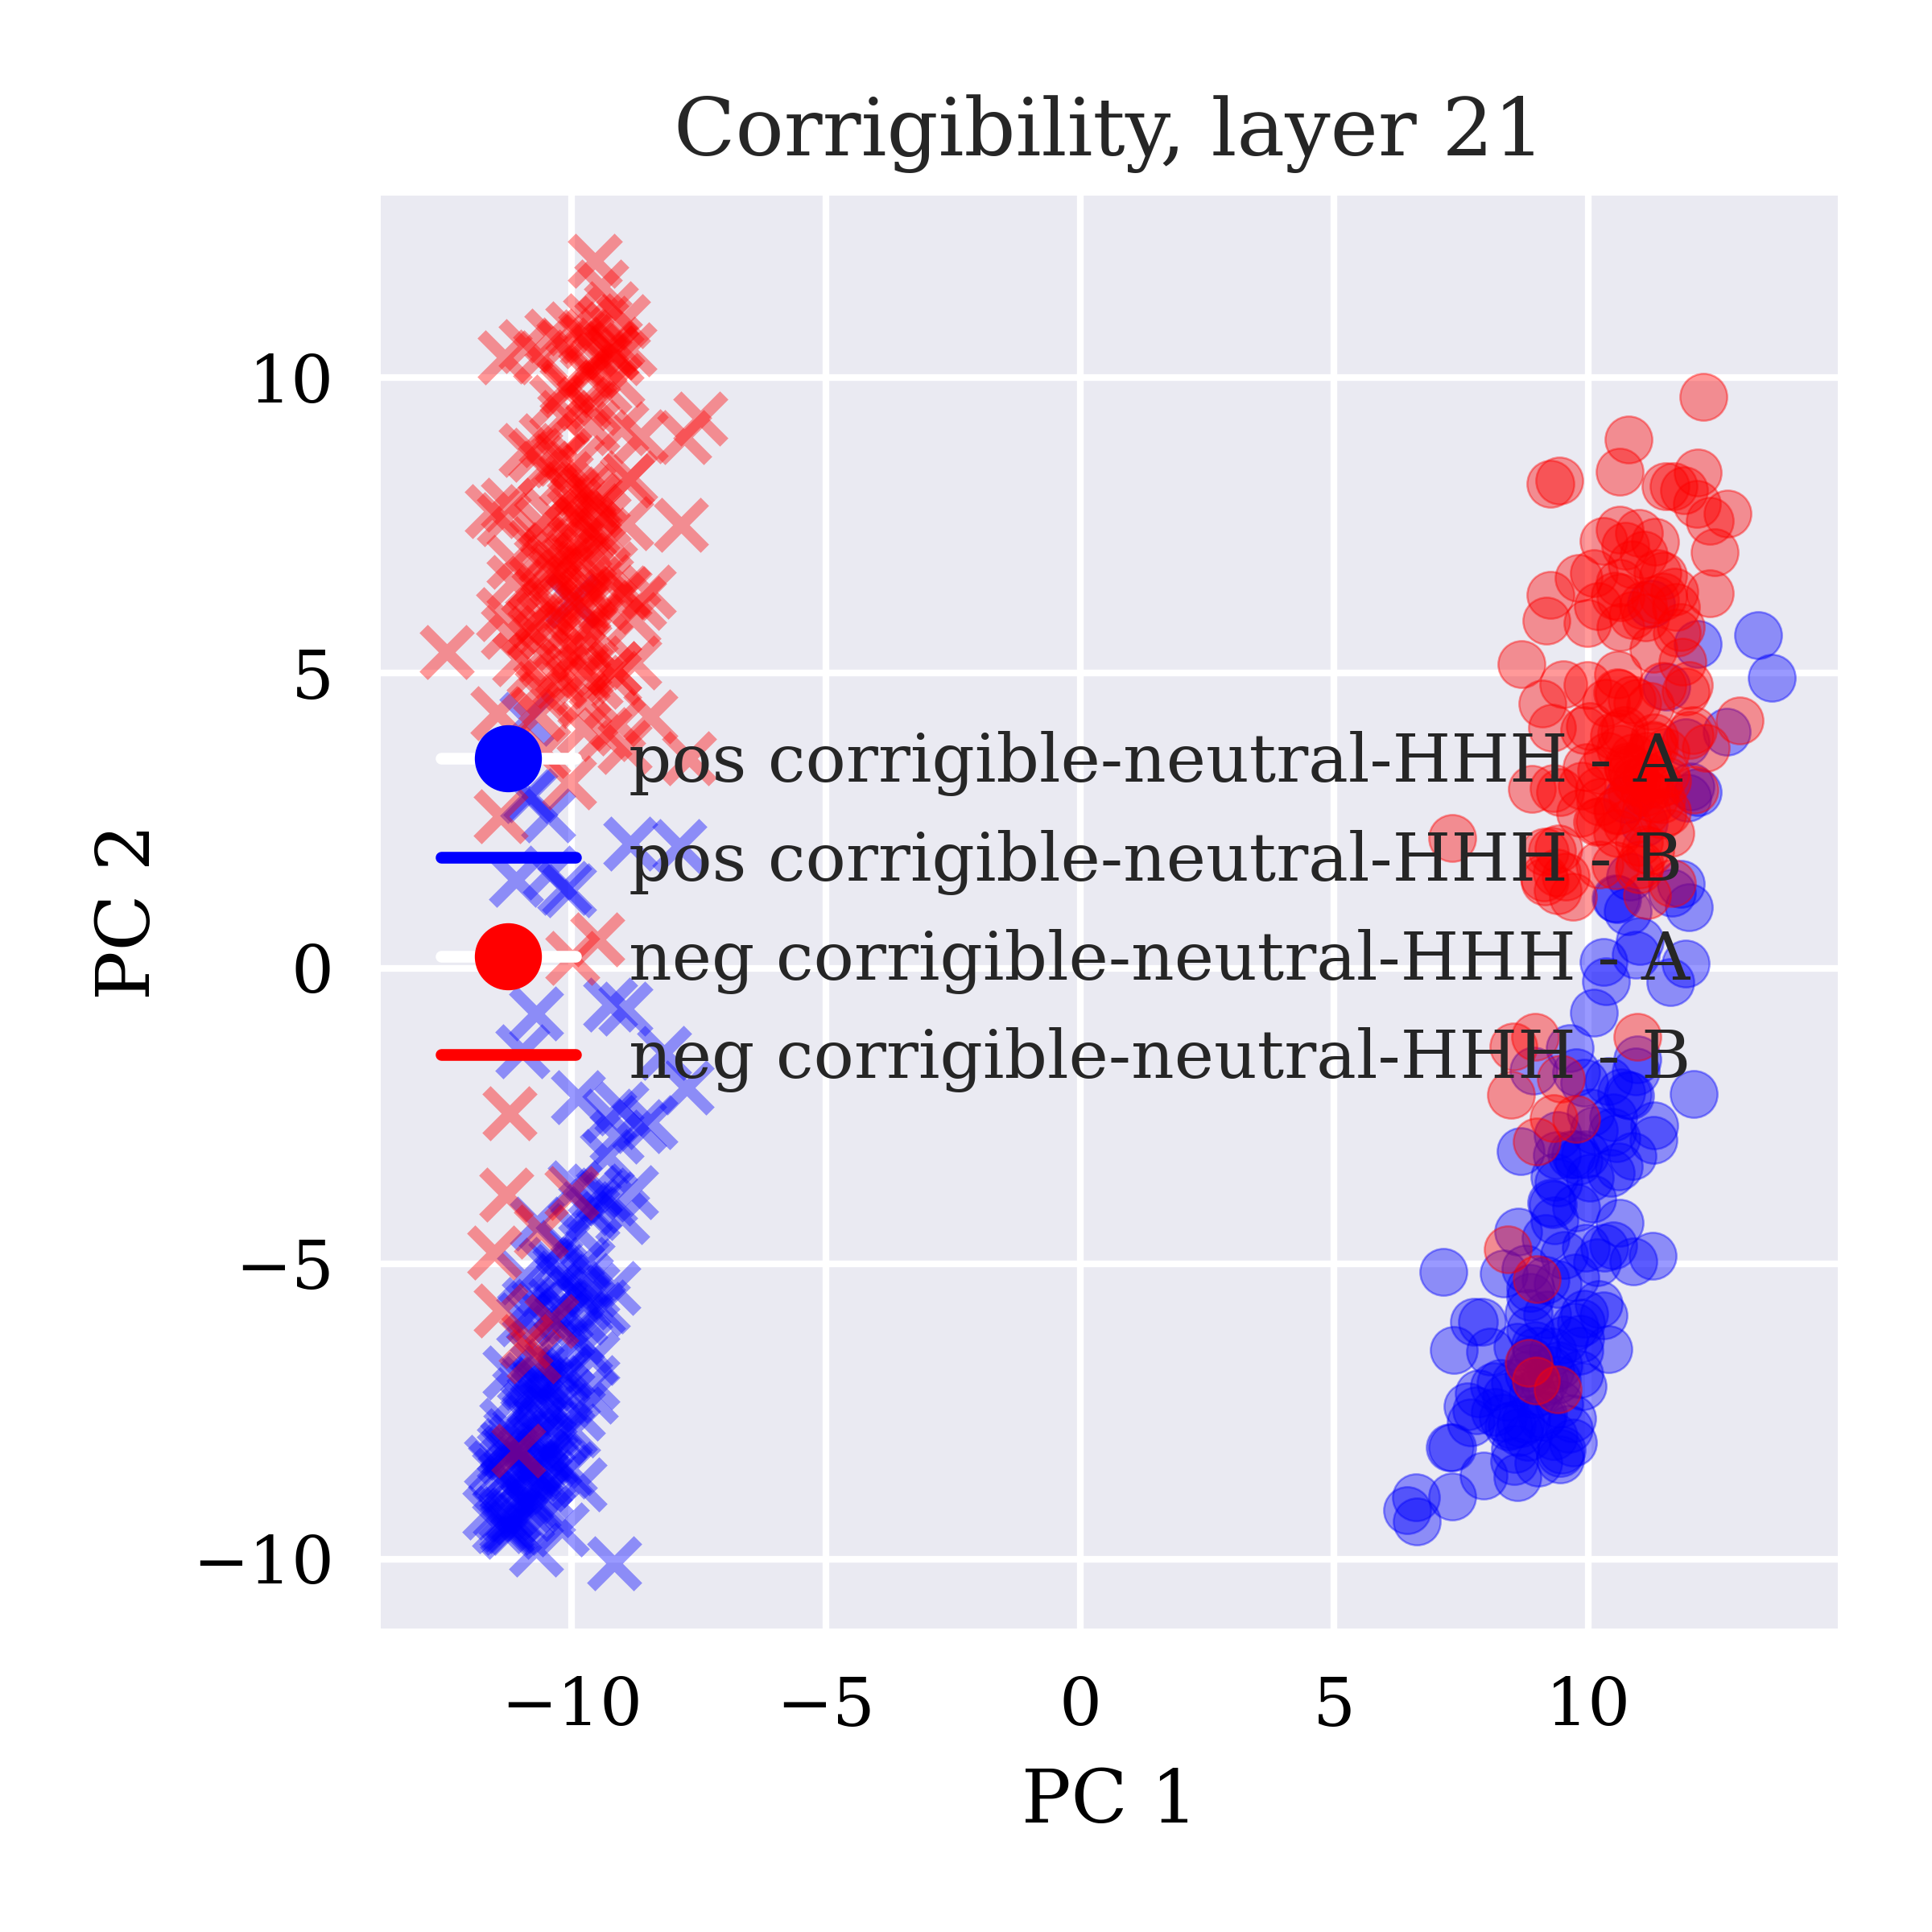 Corrigibility, layer 21
10
5
0
−5
−10
PC 2
pos corrigible-neutral-HHH - A
pos corrigible-neutral-HHH - B
neg corrigible-neutral-HHH - A
neg corrigible-neutral-HHH - B
−10 −5 0 5 10
PC 1